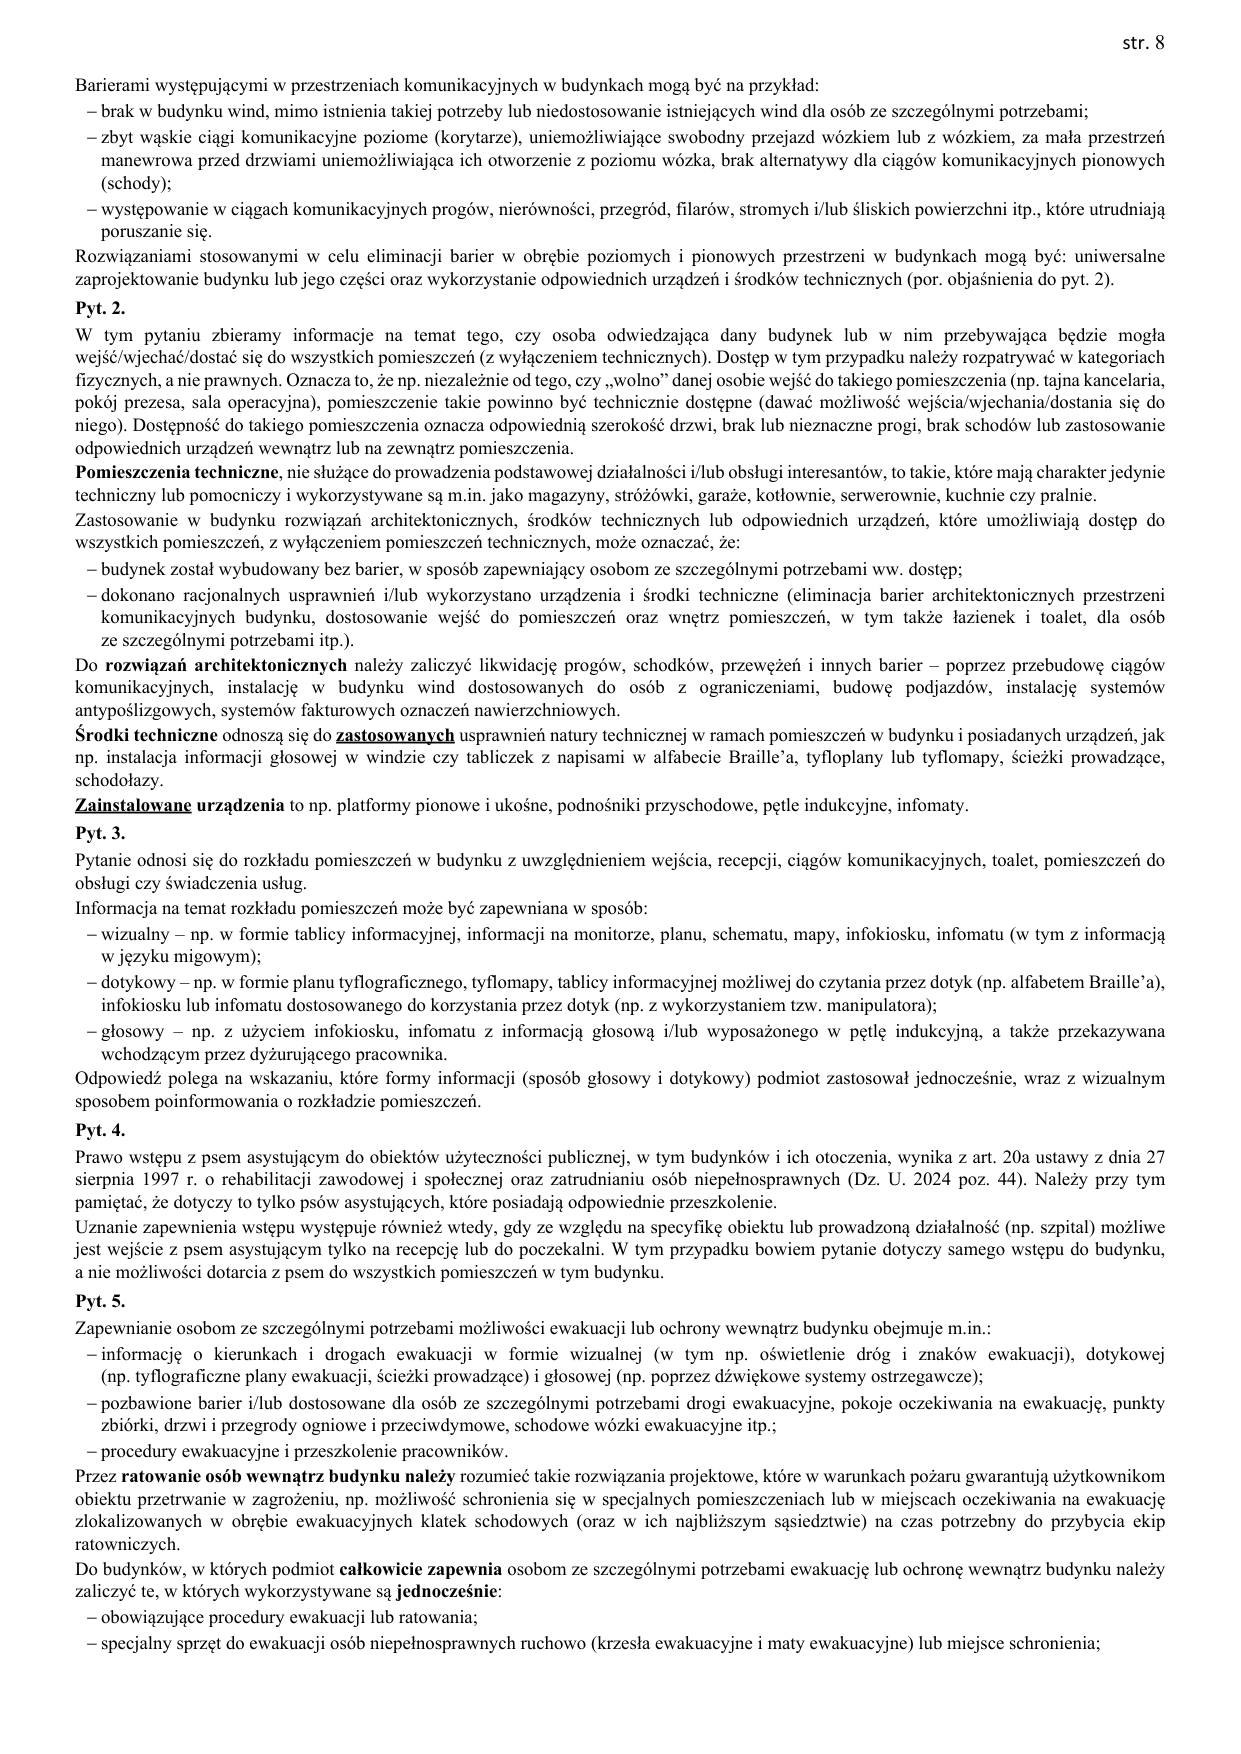 str. 8
Barierami występującymi w przestrzeniach komunikacyjnych w budynkach mogą być na przykład:
– brak w budynku wind, mimo istnienia takiej potrzeby lub niedostosowanie istniejących wind dla osób ze szczególnymi potrzebami;
– zbyt wąskie ciągi komunikacyjne poziome (korytarze), uniemożliwiające swobodny przejazd wózkiem lub z wózkiem, za mała przestrzeń
manewrowa przed drzwiami uniemożliwiająca ich otworzenie z poziomu wózka, brak alternatywy dla ciągów komunikacyjnych pionowych
(schody);
– występowanie w ciągach komunikacyjnych progów, nierówności, przegród, filarów, stromych i/lub śliskich powierzchni itp., które utrudniają
poruszanie się.
Rozwiązaniami stosowanymi w celu eliminacji barier w obrębie poziomych i pionowych przestrzeni w budynkach mogą być: uniwersalne
zaprojektowanie budynku lub jego części oraz wykorzystanie odpowiednich urządzeń i środków technicznych (por. objaśnienia do pyt. 2).
Pyt. 2.
W tym pytaniu zbieramy informacje na temat tego, czy osoba odwiedzająca dany budynek lub w nim przebywająca będzie mogła
wejść/wjechać/dostać się do wszystkich pomieszczeń (z wyłączeniem technicznych). Dostęp w tym przypadku należy rozpatrywać w kategoriach
fizycznych, a nie prawnych. Oznacza to, że np. niezależnie od tego, czy „wolno” danej osobie wejść do takiego pomieszczenia (np. tajna kancelaria,
pokój prezesa, sala operacyjna), pomieszczenie takie powinno być technicznie dostępne (dawać możliwość wejścia/wjechania/dostania się do
niego). Dostępność do takiego pomieszczenia oznacza odpowiednią szerokość drzwi, brak lub nieznaczne progi, brak schodów lub zastosowanie
odpowiednich urządzeń wewnątrz lub na zewnątrz pomieszczenia.
Pomieszczenia techniczne, nie służące do prowadzenia podstawowej działalności i/lub obsługi interesantów, to takie, które mają charakter jedynie
techniczny lub pomocniczy i wykorzystywane są m.in. jako magazyny, stróżówki, garaże, kotłownie, serwerownie, kuchnie czy pralnie.
Zastosowanie w budynku rozwiązań architektonicznych, środków technicznych lub odpowiednich urządzeń, które umożliwiają dostęp do
wszystkich pomieszczeń, z wyłączeniem pomieszczeń technicznych, może oznaczać, że:
– budynek został wybudowany bez barier, w sposób zapewniający osobom ze szczególnymi potrzebami ww. dostęp;
– dokonano racjonalnych usprawnień i/lub wykorzystano urządzenia i środki techniczne (eliminacja barier architektonicznych przestrzeni
komunikacyjnych budynku, dostosowanie wejść do pomieszczeń oraz wnętrz pomieszczeń, w tym także łazienek i toalet, dla osób
ze szczególnymi potrzebami itp.).
Do rozwiązań architektonicznych należy zaliczyć likwidację progów, schodków, przewężeń i innych barier – poprzez przebudowę ciągów
komunikacyjnych, instalację w budynku wind dostosowanych do osób z ograniczeniami, budowę podjazdów, instalację systemów
antypoślizgowych, systemów fakturowych oznaczeń nawierzchniowych.
Środki techniczne odnoszą się do zastosowanych usprawnień natury technicznej w ramach pomieszczeń w budynku i posiadanych urządzeń, jak
np. instalacja informacji głosowej w windzie czy tabliczek z napisami w alfabecie Braille’a, tyfloplany lub tyflomapy, ścieżki prowadzące,
schodołazy.
Zainstalowane urządzenia to np. platformy pionowe i ukośne, podnośniki przyschodowe, pętle indukcyjne, infomaty.
Pyt. 3.
Pytanie odnosi się do rozkładu pomieszczeń w budynku z uwzględnieniem wejścia, recepcji, ciągów komunikacyjnych, toalet, pomieszczeń do
obsługi czy świadczenia usług.
Informacja na temat rozkładu pomieszczeń może być zapewniana w sposób:
– wizualny – np. w formie tablicy informacyjnej, informacji na monitorze, planu, schematu, mapy, infokiosku, infomatu (w tym z informacją
w języku migowym);
– dotykowy – np. w formie planu tyflograficznego, tyflomapy, tablicy informacyjnej możliwej do czytania przez dotyk (np. alfabetem Braille’a),
infokiosku lub infomatu dostosowanego do korzystania przez dotyk (np. z wykorzystaniem tzw. manipulatora);
– głosowy – np. z użyciem infokiosku, infomatu z informacją głosową i/lub wyposażonego w pętlę indukcyjną, a także przekazywana
wchodzącym przez dyżurującego pracownika.
Odpowiedź polega na wskazaniu, które formy informacji (sposób głosowy i dotykowy) podmiot zastosował jednocześnie, wraz z wizualnym
sposobem poinformowania o rozkładzie pomieszczeń.
Pyt. 4.
Prawo wstępu z psem asystującym do obiektów użyteczności publicznej, w tym budynków i ich otoczenia, wynika z art. 20a ustawy z dnia 27
sierpnia 1997 r. o rehabilitacji zawodowej i społecznej oraz zatrudnianiu osób niepełnosprawnych (Dz. U. 2024 poz. 44). Należy przy tym
pamiętać, że dotyczy to tylko psów asystujących, które posiadają odpowiednie przeszkolenie.
Uznanie zapewnienia wstępu występuje również wtedy, gdy ze względu na specyfikę obiektu lub prowadzoną działalność (np. szpital) możliwe
jest wejście z psem asystującym tylko na recepcję lub do poczekalni. W tym przypadku bowiem pytanie dotyczy samego wstępu do budynku,
a nie możliwości dotarcia z psem do wszystkich pomieszczeń w tym budynku.
Pyt. 5.
Zapewnianie osobom ze szczególnymi potrzebami możliwości ewakuacji lub ochrony wewnątrz budynku obejmuje m.in.:
– informację o kierunkach i drogach ewakuacji w formie wizualnej (w tym np. oświetlenie dróg i znaków ewakuacji), dotykowej
(np. tyflograficzne plany ewakuacji, ścieżki prowadzące) i głosowej (np. poprzez dźwiękowe systemy ostrzegawcze);
– pozbawione barier i/lub dostosowane dla osób ze szczególnymi potrzebami drogi ewakuacyjne, pokoje oczekiwania na ewakuację, punkty
zbiórki, drzwi i przegrody ogniowe i przeciwdymowe, schodowe wózki ewakuacyjne itp.;
– procedury ewakuacyjne i przeszkolenie pracowników.
Przez ratowanie osób wewnątrz budynku należy rozumieć takie rozwiązania projektowe, które w warunkach pożaru gwarantują użytkownikom
obiektu przetrwanie w zagrożeniu, np. możliwość schronienia się w specjalnych pomieszczeniach lub w miejscach oczekiwania na ewakuację
zlokalizowanych w obrębie ewakuacyjnych klatek schodowych (oraz w ich najbliższym sąsiedztwie) na czas potrzebny do przybycia ekip
ratowniczych.
Do budynków, w których podmiot całkowicie zapewnia osobom ze szczególnymi potrzebami ewakuację lub ochronę wewnątrz budynku należy
zaliczyć te, w których wykorzystywane są jednocześnie:
– obowiązujące procedury ewakuacji lub ratowania;
– specjalny sprzęt do ewakuacji osób niepełnosprawnych ruchowo (krzesła ewakuacyjne i maty ewakuacyjne) lub miejsce schronienia;